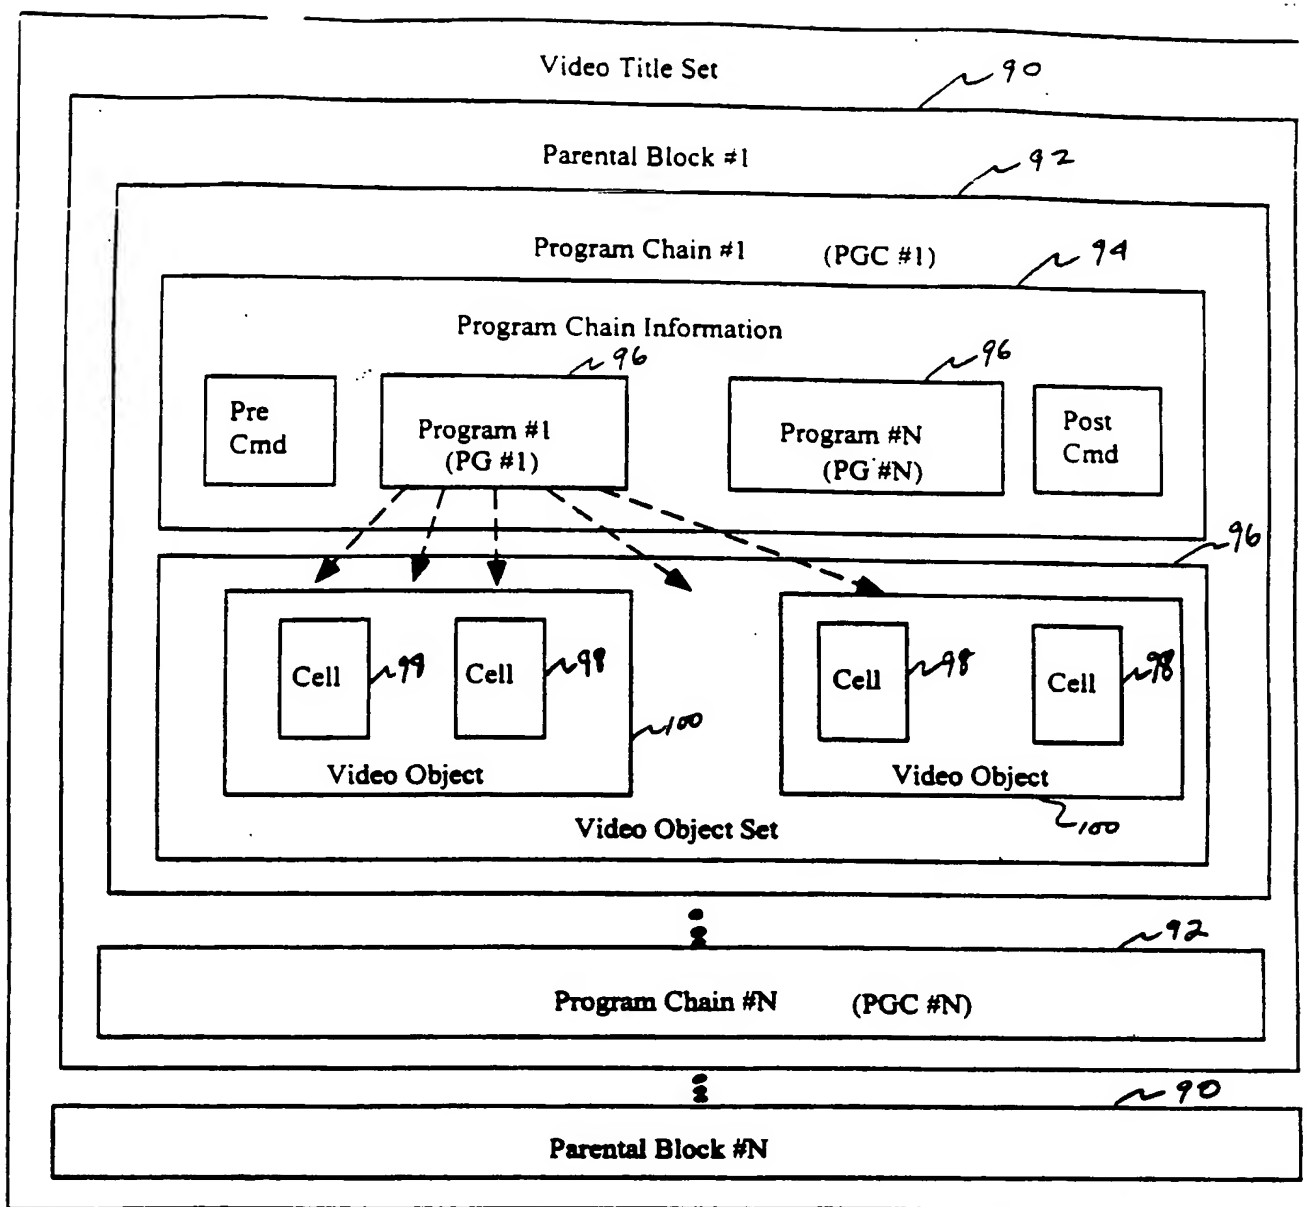 Video Title Set
90
Parental Block #1
92
Program Chain #1 (PGC #1)
94
Program Chain Information
96
96
Pre
Cmd
Program #1
(PG #1)
Program #N
(PG #N)
Post
Cmd
96
Cell
98
Cell
98
Cell
98
Cell
98
100
Video Object
Video Object
100
Video Object Set
92
Program Chain #N (PGC #N)
90
Parental Block #N